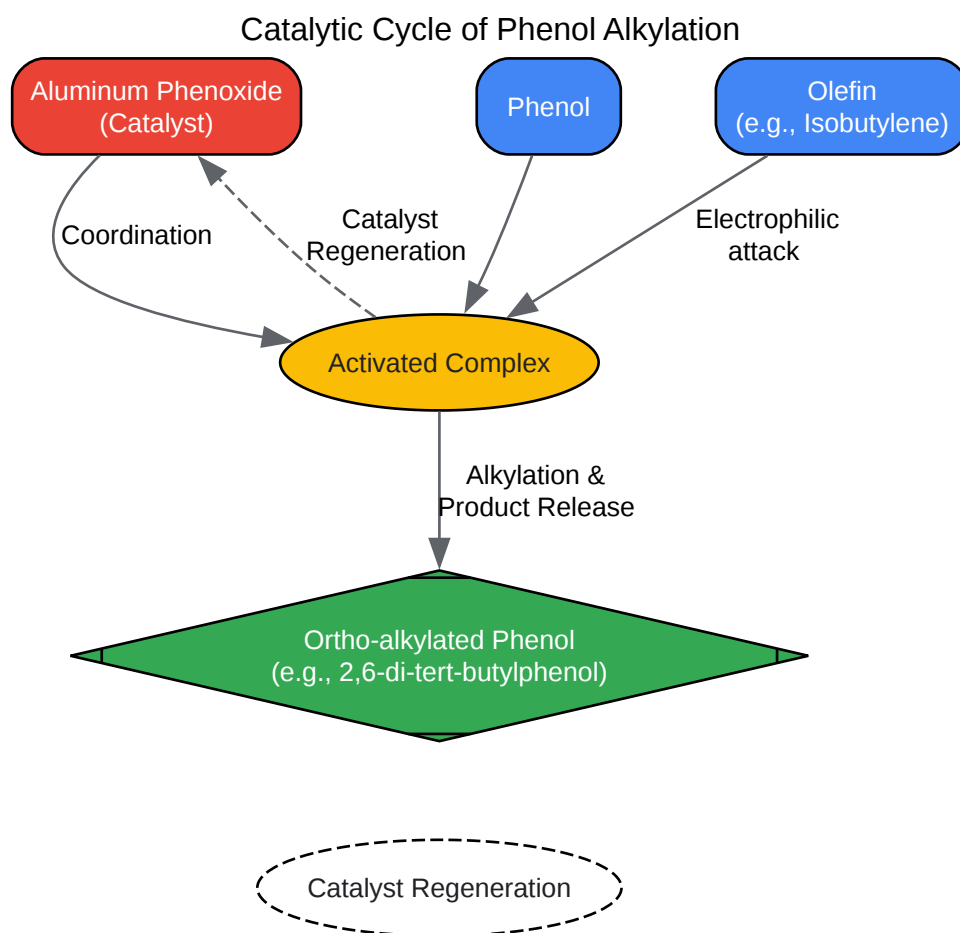 Catalytic Cycle of Phenol Alkylation
Aluminum Phenoxide
(Catalyst)
Phenol
Olefin
(e.g., Isobutylene)
Coordination
Catalyst
Regeneration
Electrophilic
attack
Activated Complex
Alkylation &
Product Release
Ortho-alkylated Phenol
(e.g., 2,6-di-tert-butylphenol)
Catalyst Regeneration